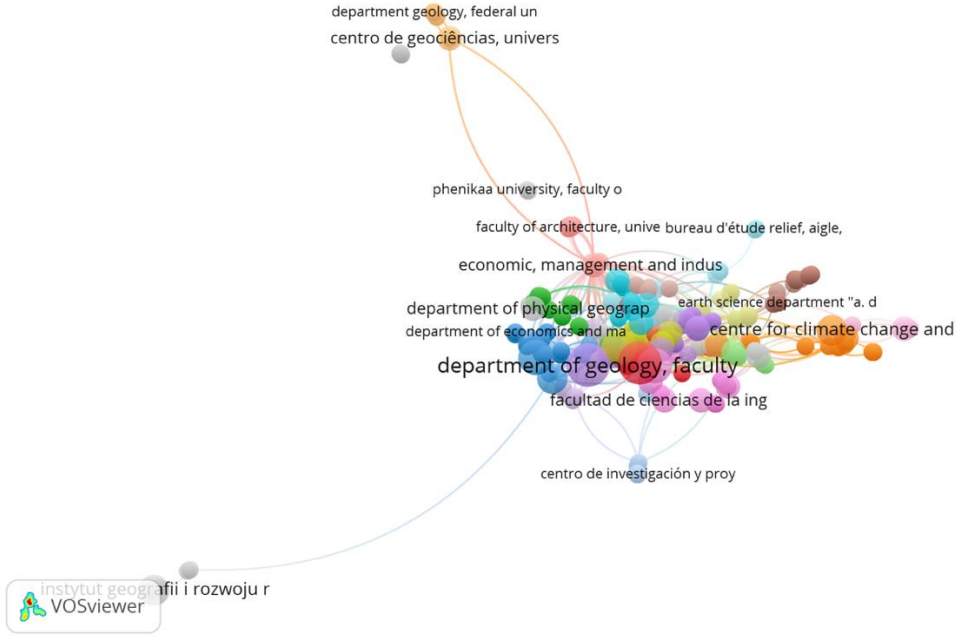 department geology, federal un
centro de geociências, univers
phenikaa university, faculty o
faculty of architecture, unive
bureau d'étude relief, aigle,
economic, management and indus
earth science department "a. d
department of physical geograp
department of economics and ma
centre for climate change and
department of geology, faculty
facultad de ciencias de la ing
centro de investigación y proy
instytut geografii i rozwoju r
VOSviewer